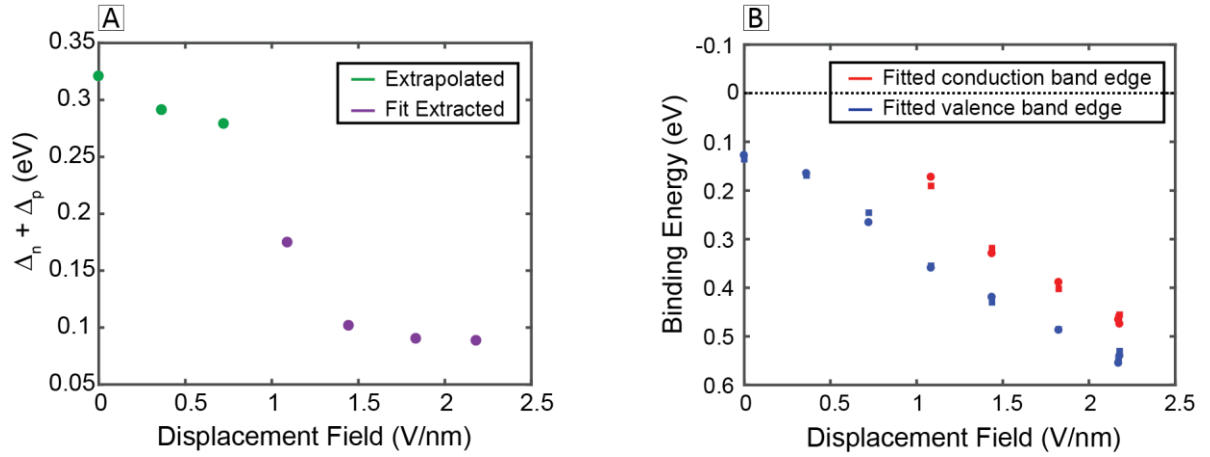 A
0.35
0.3
0.25
0.2
0.15
0.1
0.05
Δn + Δp (eV)
Extrapolated
Fit Extracted
0
0.5
1
1.5
2
2.5
Displacement Field (V/nm)
B
-0.1
0
0.1
0.2
0.3
0.4
0.5
0.6
Binding Energy (eV)
Fitted conduction band edge
Fitted valence band edge
0
0.5
1
1.5
2
2.5
Displacement Field (V/nm)